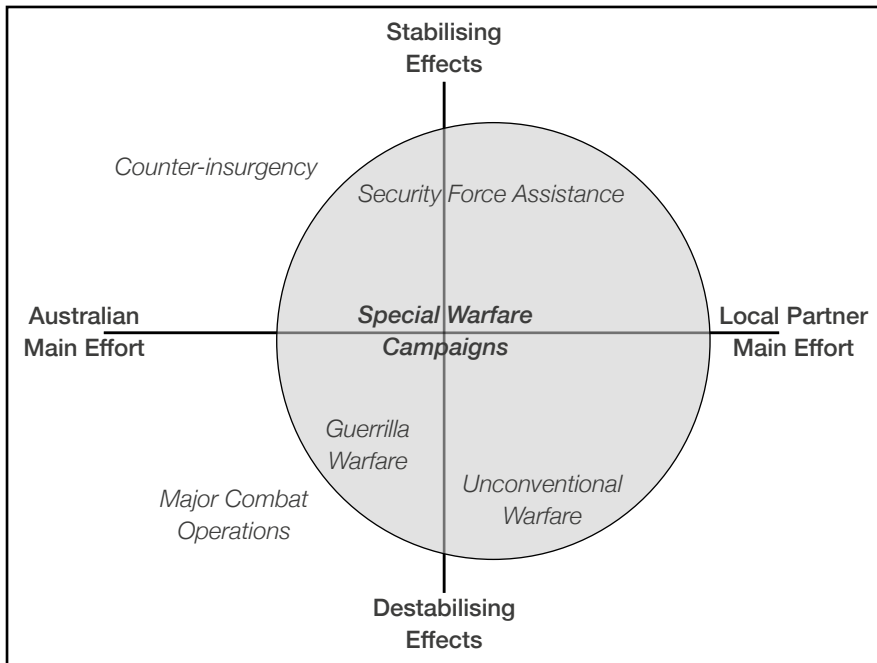 Stabilising
Effects
Counter-insurgency
Security Force Assistance
Australian
Main Effort
Special Warfare
Campaigns
Local Partner
Main Effort
Guerrilla
Warfare
Unconventional
Warfare
Major Combat
Operations
Destabilising
Effects